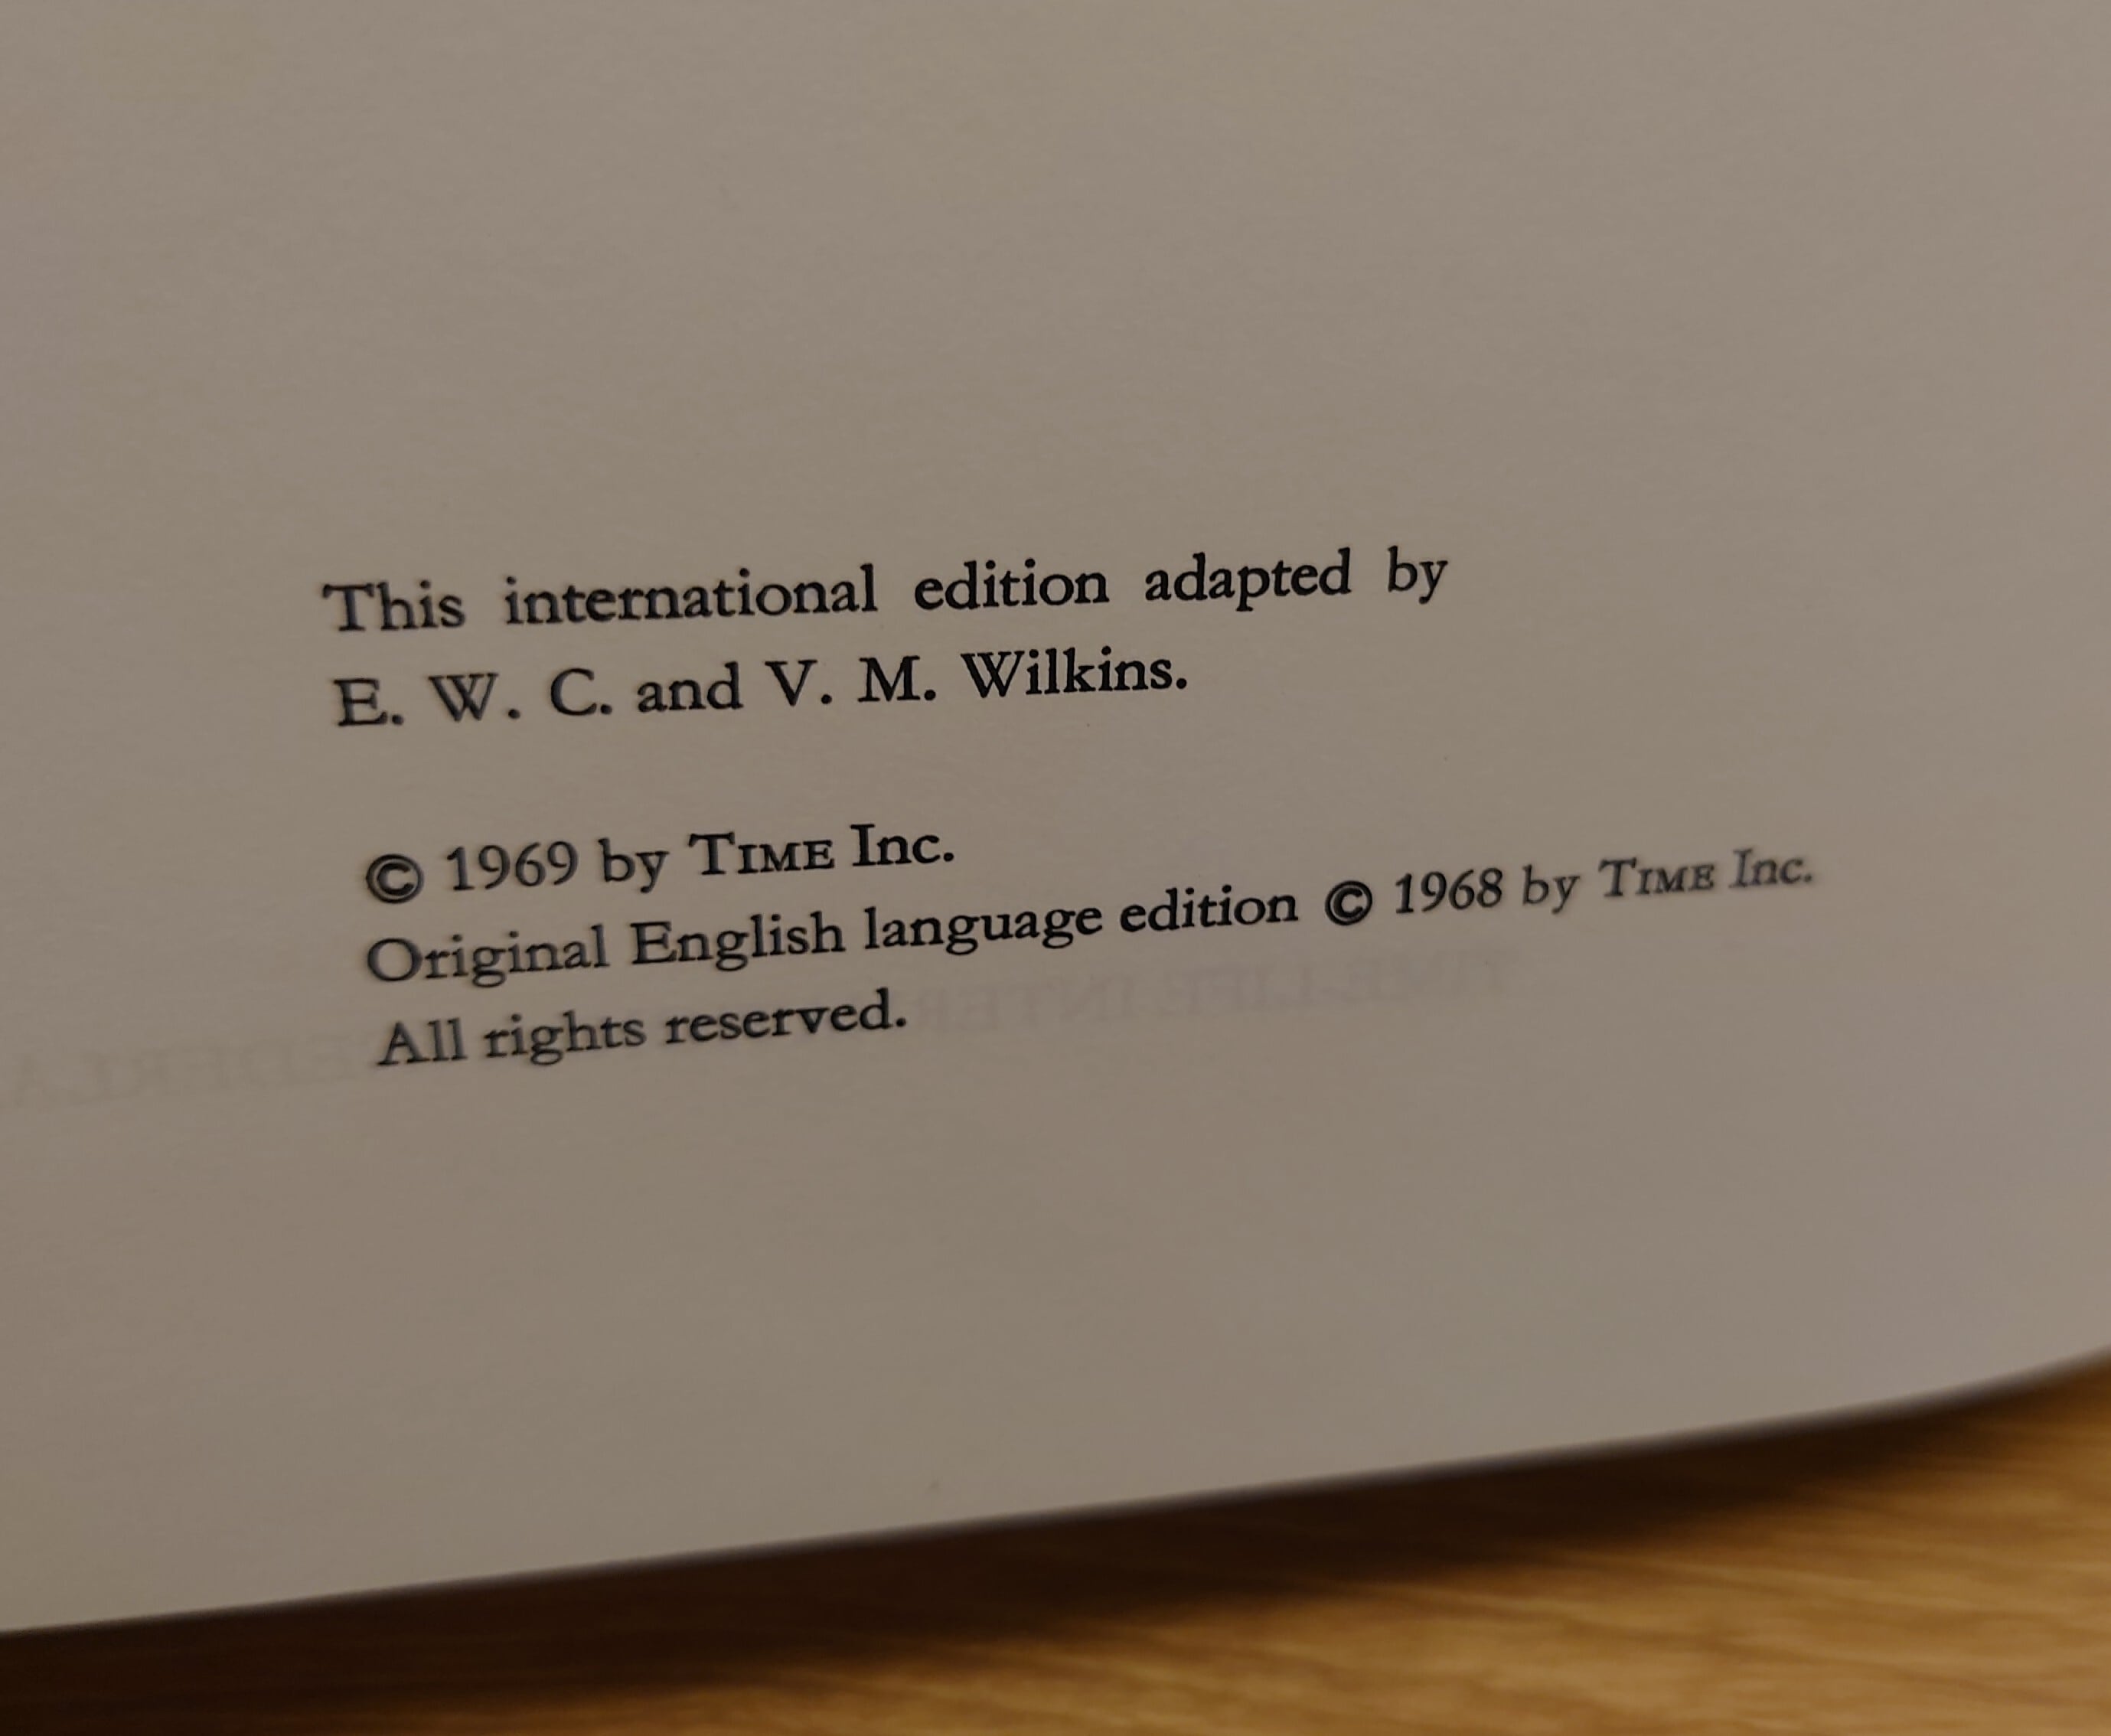 This international edition adapted by
E. W. C. and V. M. Wilkins.
© 1969 by TIME Inc.
Original English language edition © 1968 by TIME Inc.
All rights reserved.